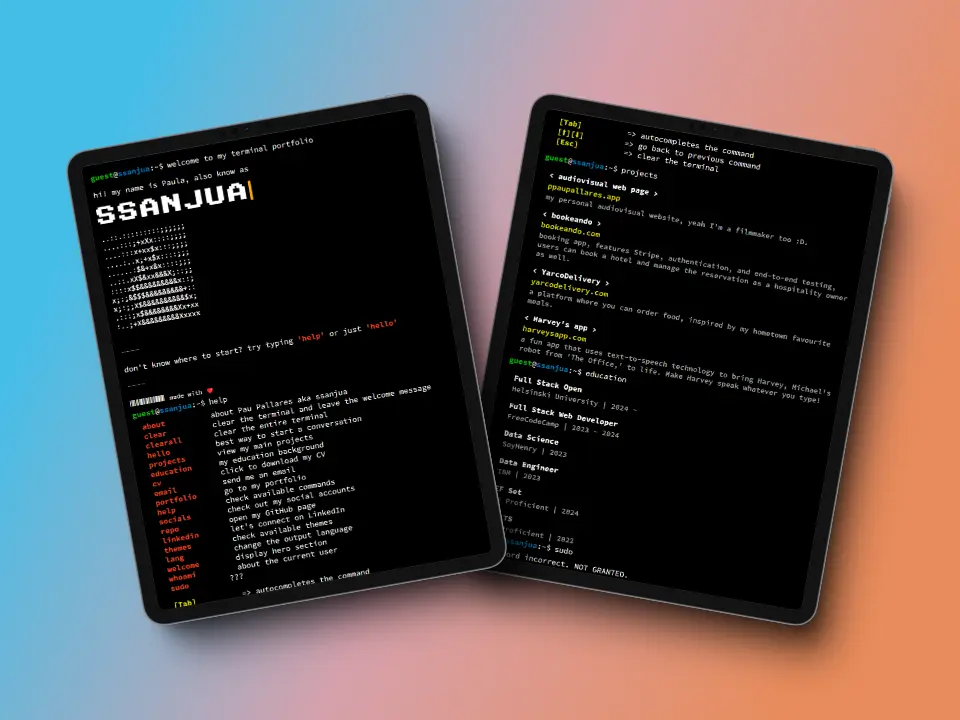 guest@ssanjua:~$ welcome to my terminal portfolio
hi! my name is Paula, also know as
SSANJUA
don't know where to start? try typing 'help' or just 'hello'
made with ❤️
guest@ssanjua:~$ help
about about Pau Pallares aka ssanjua
clear clear the terminal and leave the welcome message
clearall clear the entire terminal
hello best way to start a conversation
projects view my main projects
education my education background
cv click to download my CV
email send me an email
portfolio go to my portfolio
help check available commands
socials check out my social accounts
repo open my GitHub page
linkedin let's connect on LinkedIn
themes check available themes
lang change the output language
welcome display hero section
whoami about the current user
sudo ???
[Tab] => autocompletes the command
[Tab] => autocompletes the command
[⬆][⬇] => go back to previous command
[Esc] => clear the terminal
guest@ssanjua:~$ projects
< audiovisual web page >
ppaupallares.app
my personal audiovisual website, yeah I'm a filmmaker too :D.
< bookeando >
bookeando.com
booking app, features Stripe, authentication, and end-to-end testing,
users can book a hotel and manage the reservation as a hospitality owner
as well.
< YarcoDelivery >
yarcodelivery.com
a platform where you can order food, inspired by my hometown favourite
meals.
< Harvey's app >
harveysapp.com
a fun app that uses text-to-speech technology to bring Harvey, Michael!'s
robot from 'The Office,' to life. Make Harvey speak whatever you type!
guest@ssanjua:~$ education
Full Stack Open
Helsinski University | 2024 -
Full Stack Web Developer
FreeCodeCamp | 2023 - 2024
Data Science
SoyHenry | 2023
Data Engineer
| 2023
Set
Proficient | 2024
| 2022
ssanjua:~$ sudo
incorrect. NOT GRANTED.